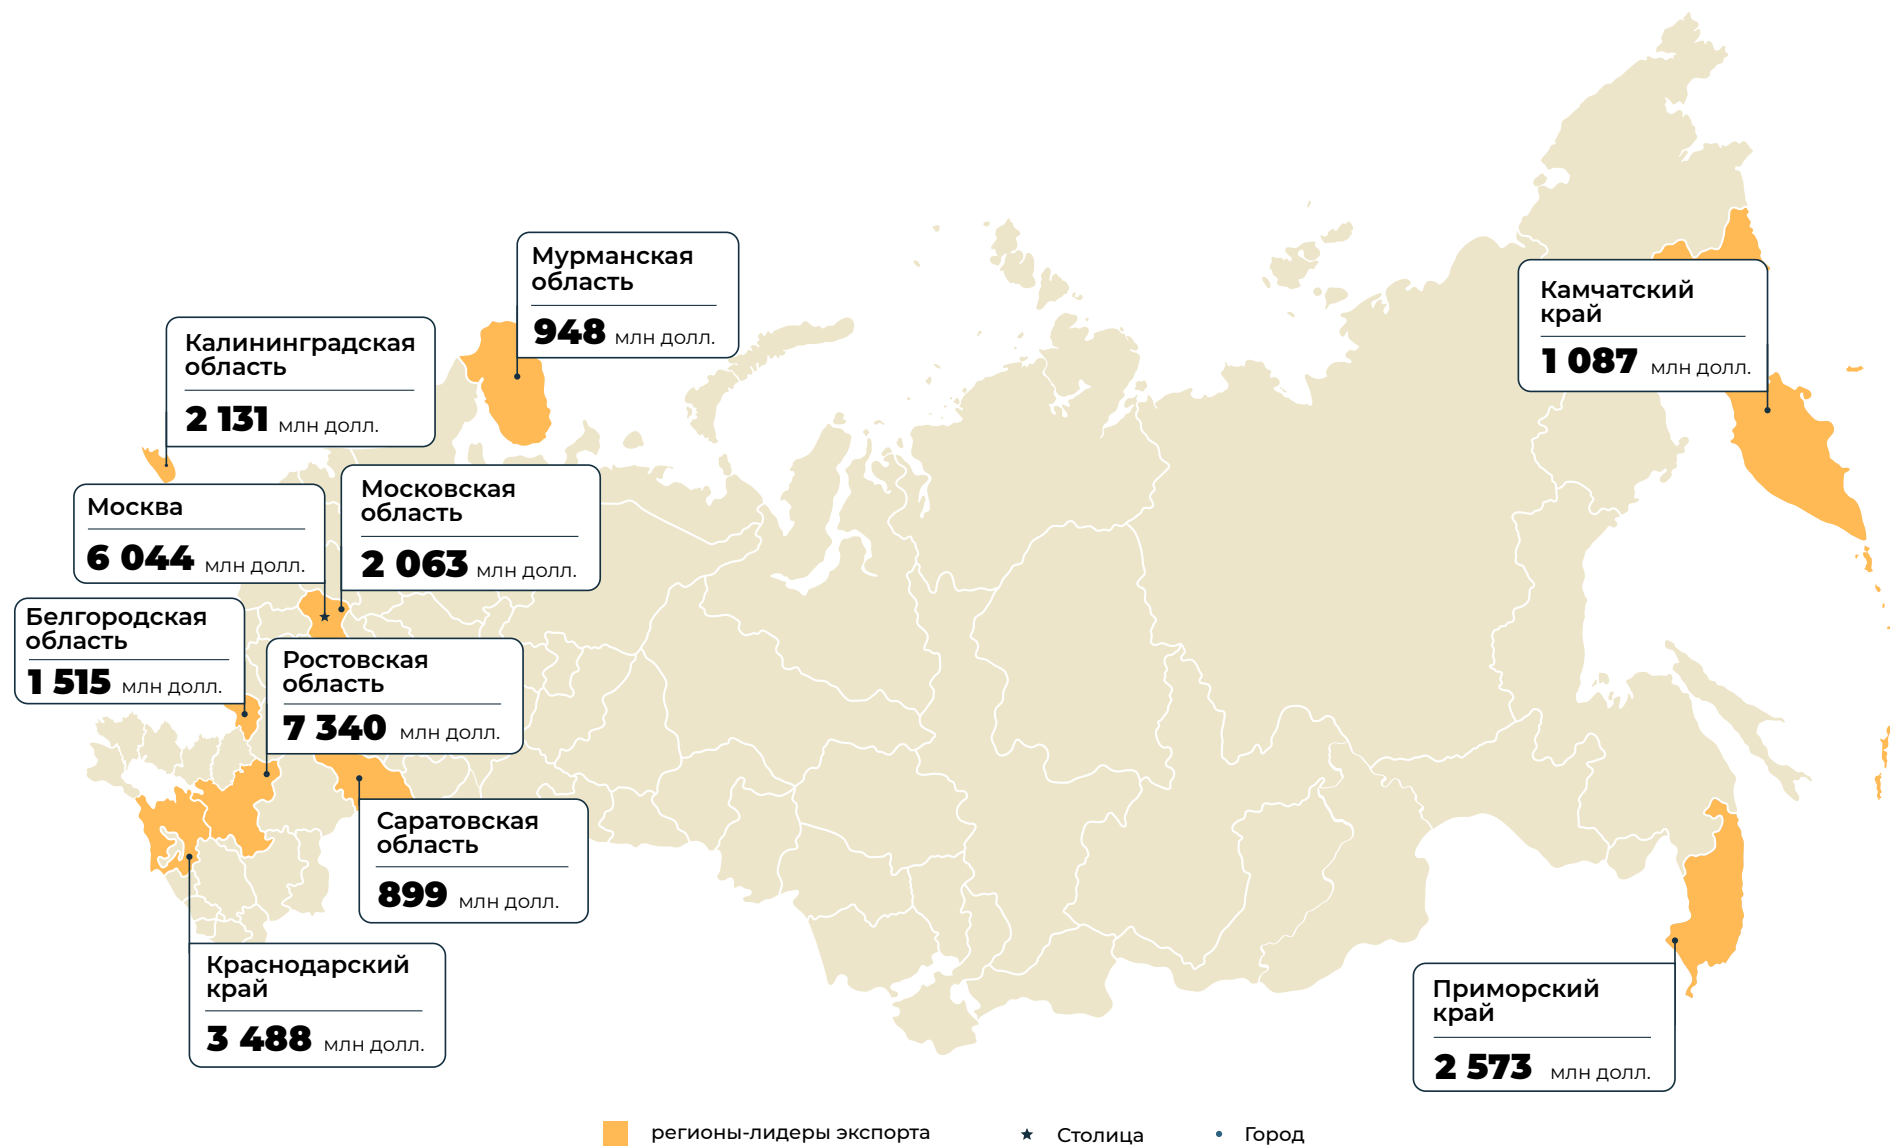 Мурманская
область
948 млн долл.
Камчатский
край
1 087 млн долл.
Калининградская
область
2 131 млн долл.
Москва
6 044 млн долл.
Московская
область
2 063 млн долл.
Белгородская
область
1 515 млн долл.
Ростовская
область
7 340 млн долл.
Саратовская
область
899 млн долл.
Краснодарский
край
3 488 млн долл.
Приморский
край
2 573 млн долл.
регионы-лидеры экспорта
Столица
Город